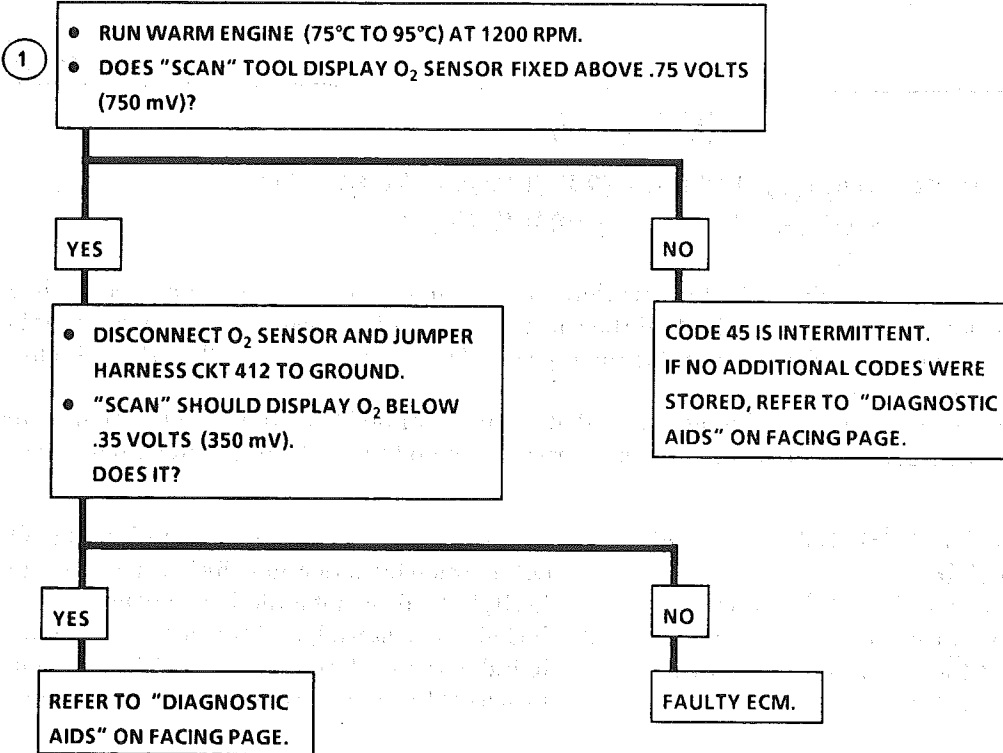 1
● RUN WARM ENGINE (75°C TO 95°C) AT 1200 RPM.
● DOES "SCAN" TOOL DISPLAY O₂ SENSOR FIXED ABOVE .75 VOLTS
(750 mV)?
YES
NO
● DISCONNECT O₂ SENSOR AND JUMPER
HARNESS CKT 412 TO GROUND.
● "SCAN" SHOULD DISPLAY O₂ BELOW
.35 VOLTS (350 mV).
DOES IT?
CODE 45 IS INTERMITTENT.
IF NO ADDITIONAL CODES WERE
STORED, REFER TO "DIAGNOSTIC
AIDS" ON FACING PAGE.
YES
NO
REFER TO "DIAGNOSTIC
AIDS" ON FACING PAGE.
FAULTY ECM.